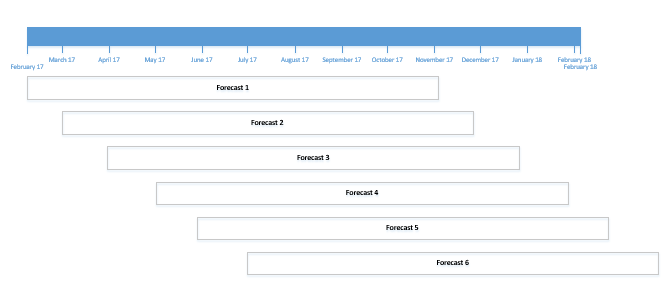 March 17 April 17 May 17 June 17 July 17 August 17 September 17 October 17 November 17 December 17 January 18 February 18
February 17 February 18
Forecast 1
Forecast 2
Forecast 3
Forecast 4
Forecast 5
Forecast 6